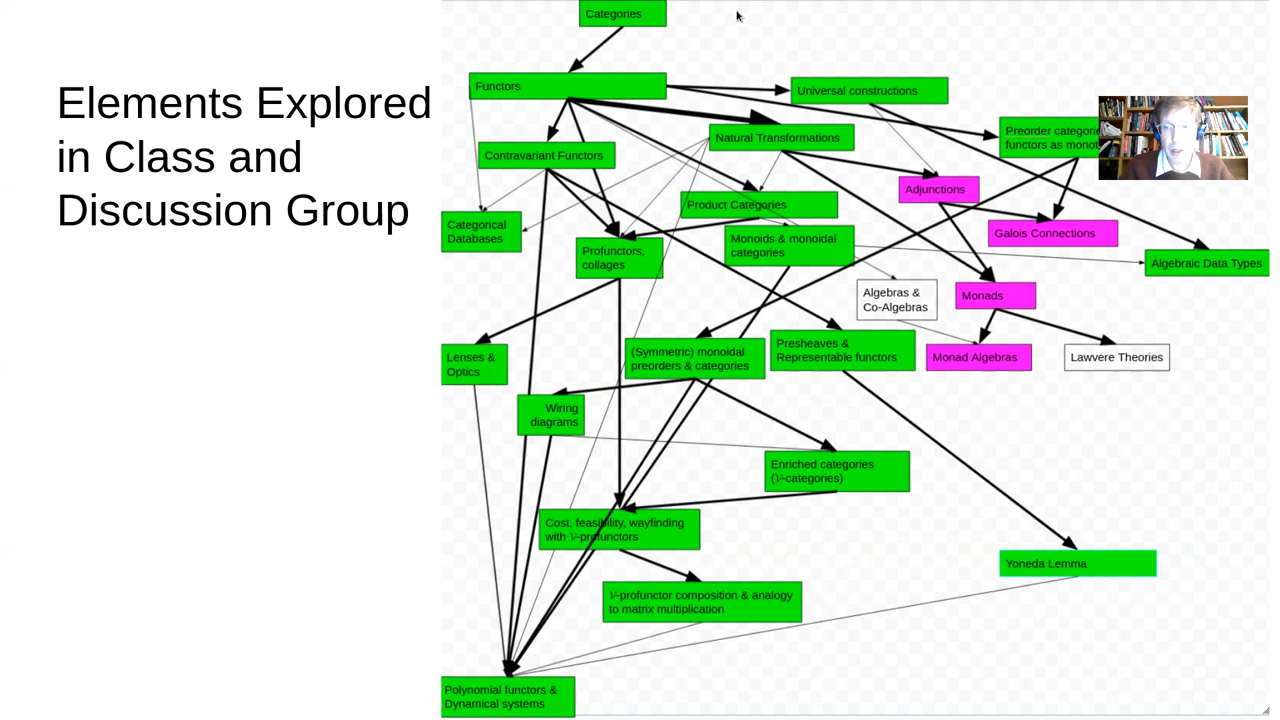 Elements Explored
in Class and
Discussion Group
Categories
Functors
Universal constructions
Natural Transformations
Preorder
functors as
Contravariant Functors
Adjunctions
Product Categories
Categorical
Databases
Galois Connections
Profunctors,
collages
Monoids & monoidal
categories
Algebraic Data Types
Algebras &
Co-Algebras
Monads
Lenses &
Optics
(Symmetric) monoidal
preorders & categories
Presheaves &
Representable functors
Monad Algebras
Lawvere Theories
Wiring
diagrams
Enriched categories
(𝒱-categories)
Cost, feasibility, wayfinding
with 𝒱-profunctors
Yoneda Lemma
𝒱-profunctor composition & analogy
to matrix multiplication
Polynomial functors &
Dynamical systems